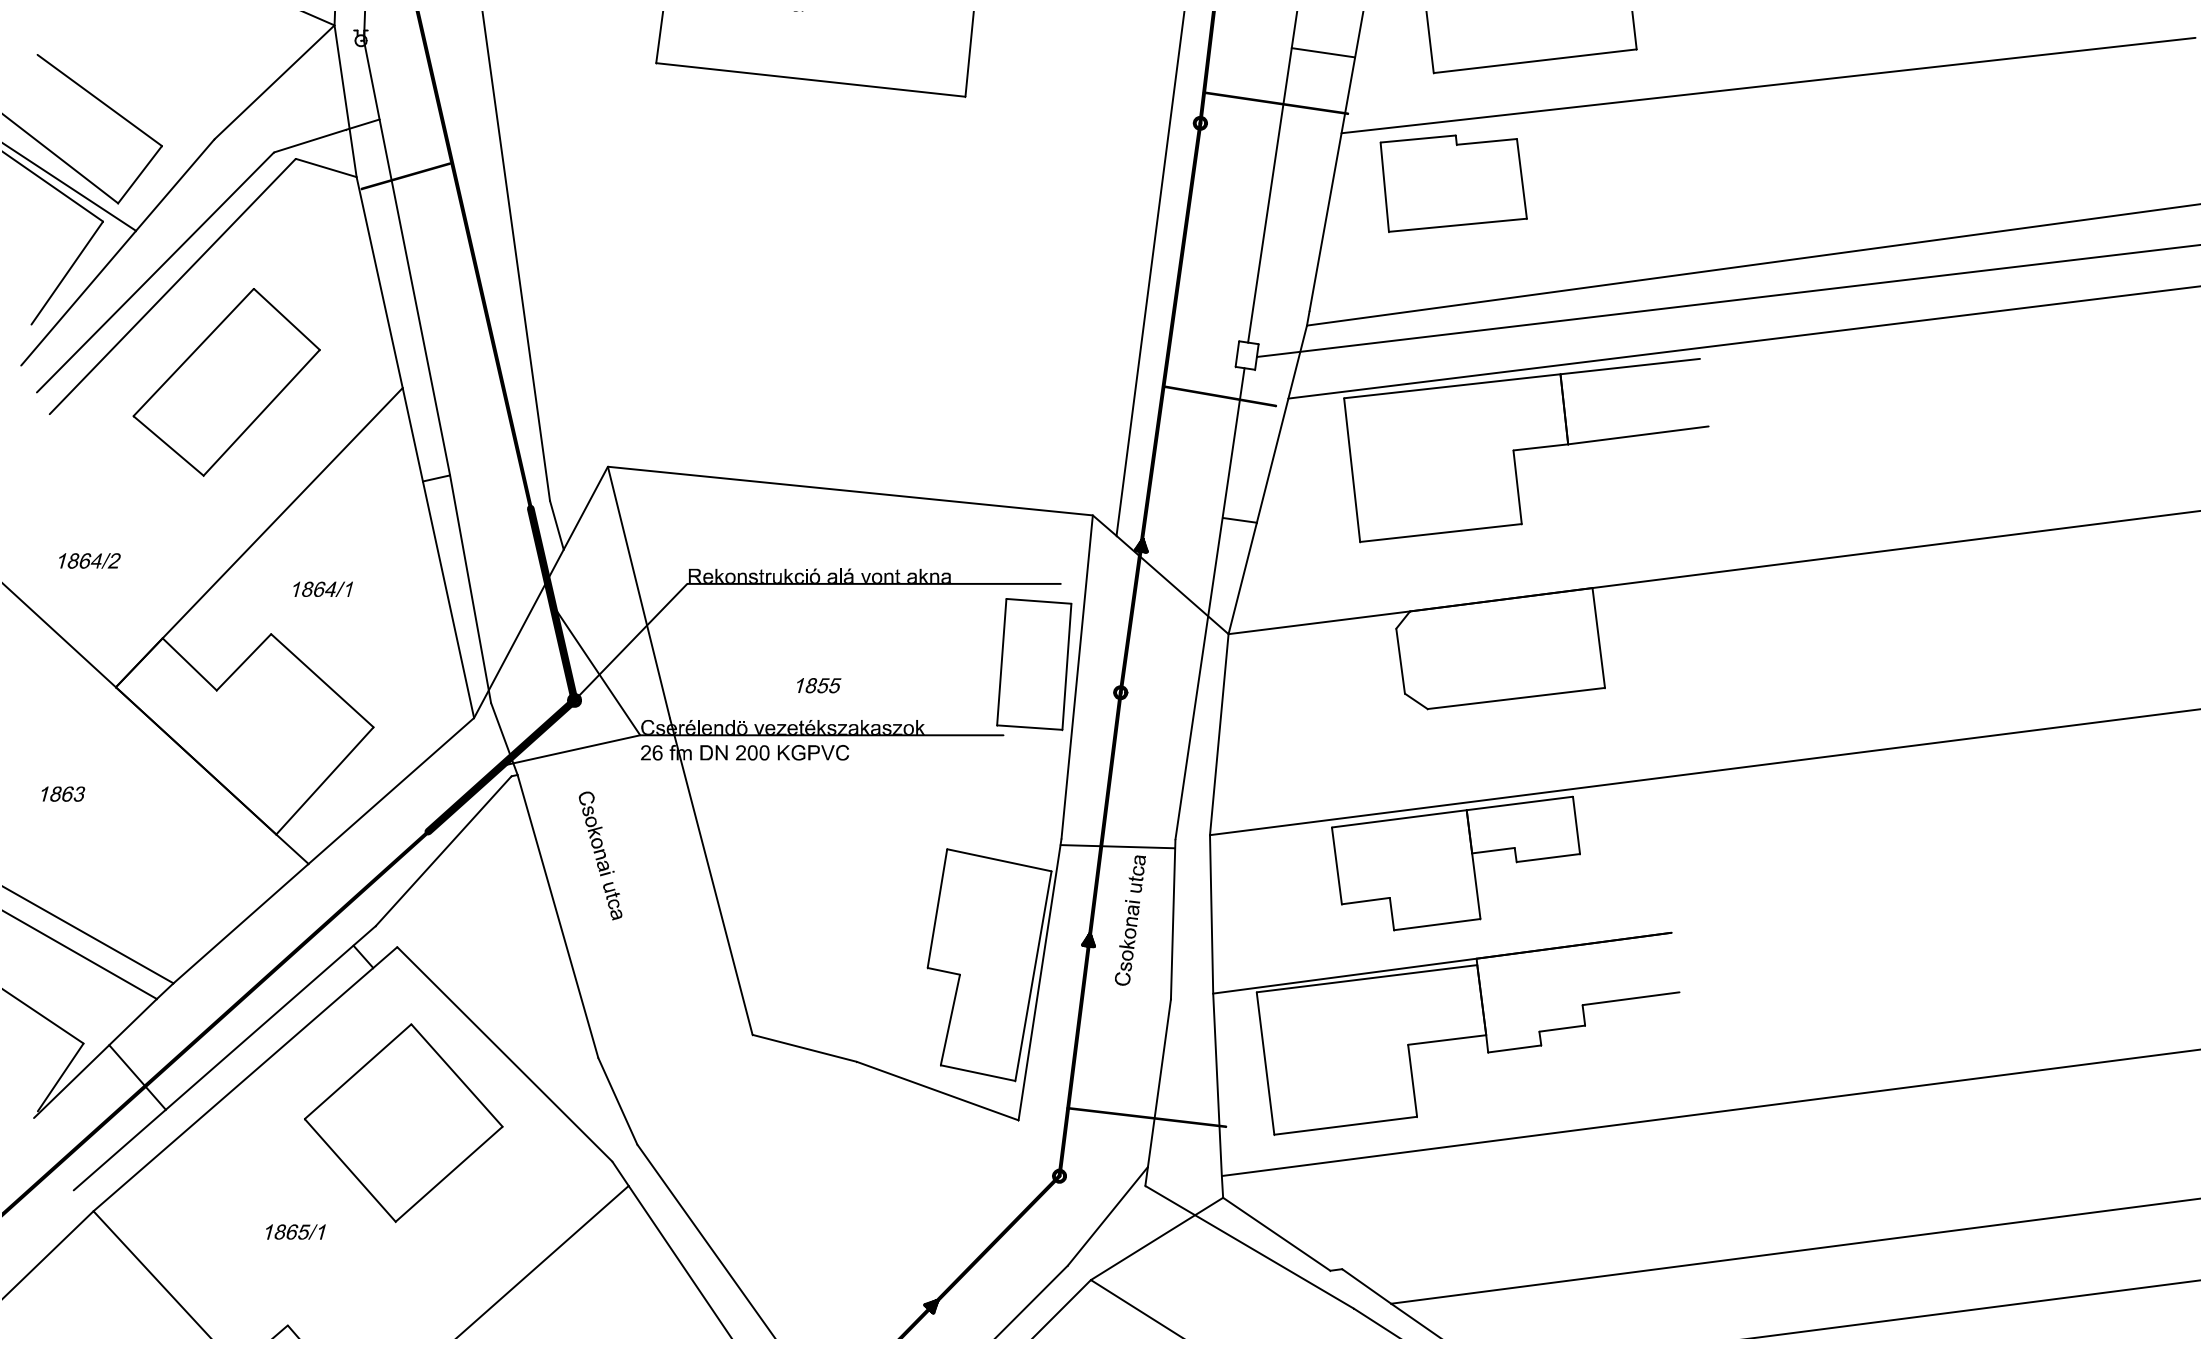 1864/2
1864/1
Rekonstrukció alá vont akna
1855
Cserélendö vezetékszakaszok
26 fm DN 200 KGPVC
1863
Csokonai utca
Csokonai utca
1865/1